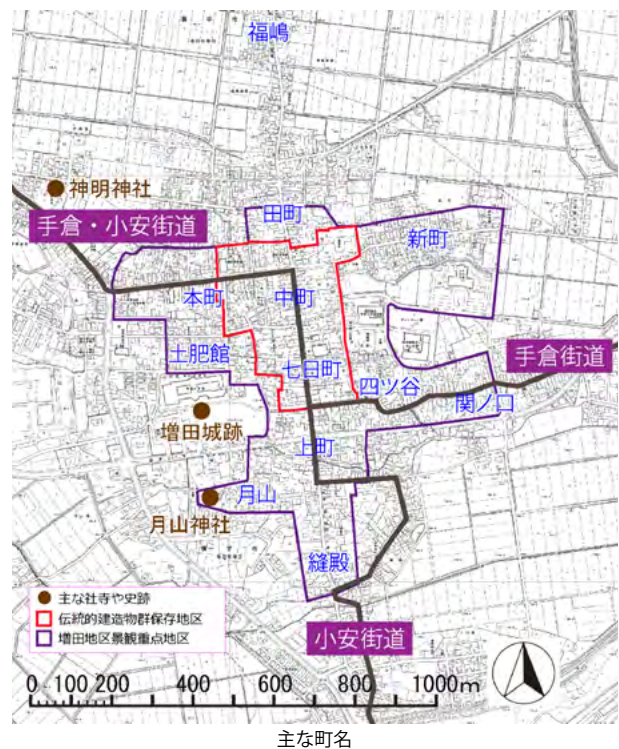 福嶋
神明神社
手倉・小安街道
田町
新町
本町
中町
土肥館
七日町
手倉街道
四ツ谷
関ノ口
増田城跡
上町
月山
月山神社
縫殿
主な社寺や史跡
伝統的建造物群保存地区
増田地区景観重点地区
小安街道
0 100 200 400 600 800 1000m
主な町名